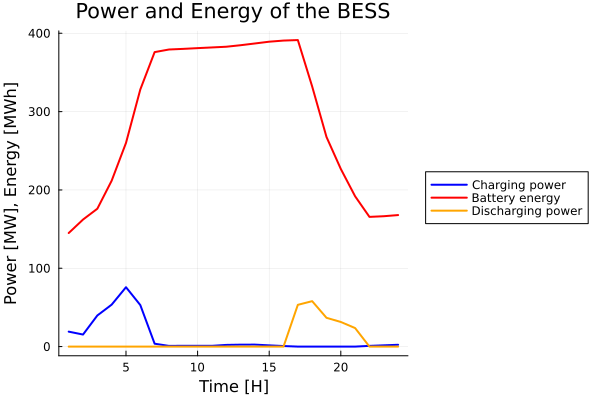 Power and Energy of the BESS
Power [MW], Energy [MWh]
400
300
200
100
0
5
10
15
20
Time [H]
Charging power
Battery energy
Discharging power